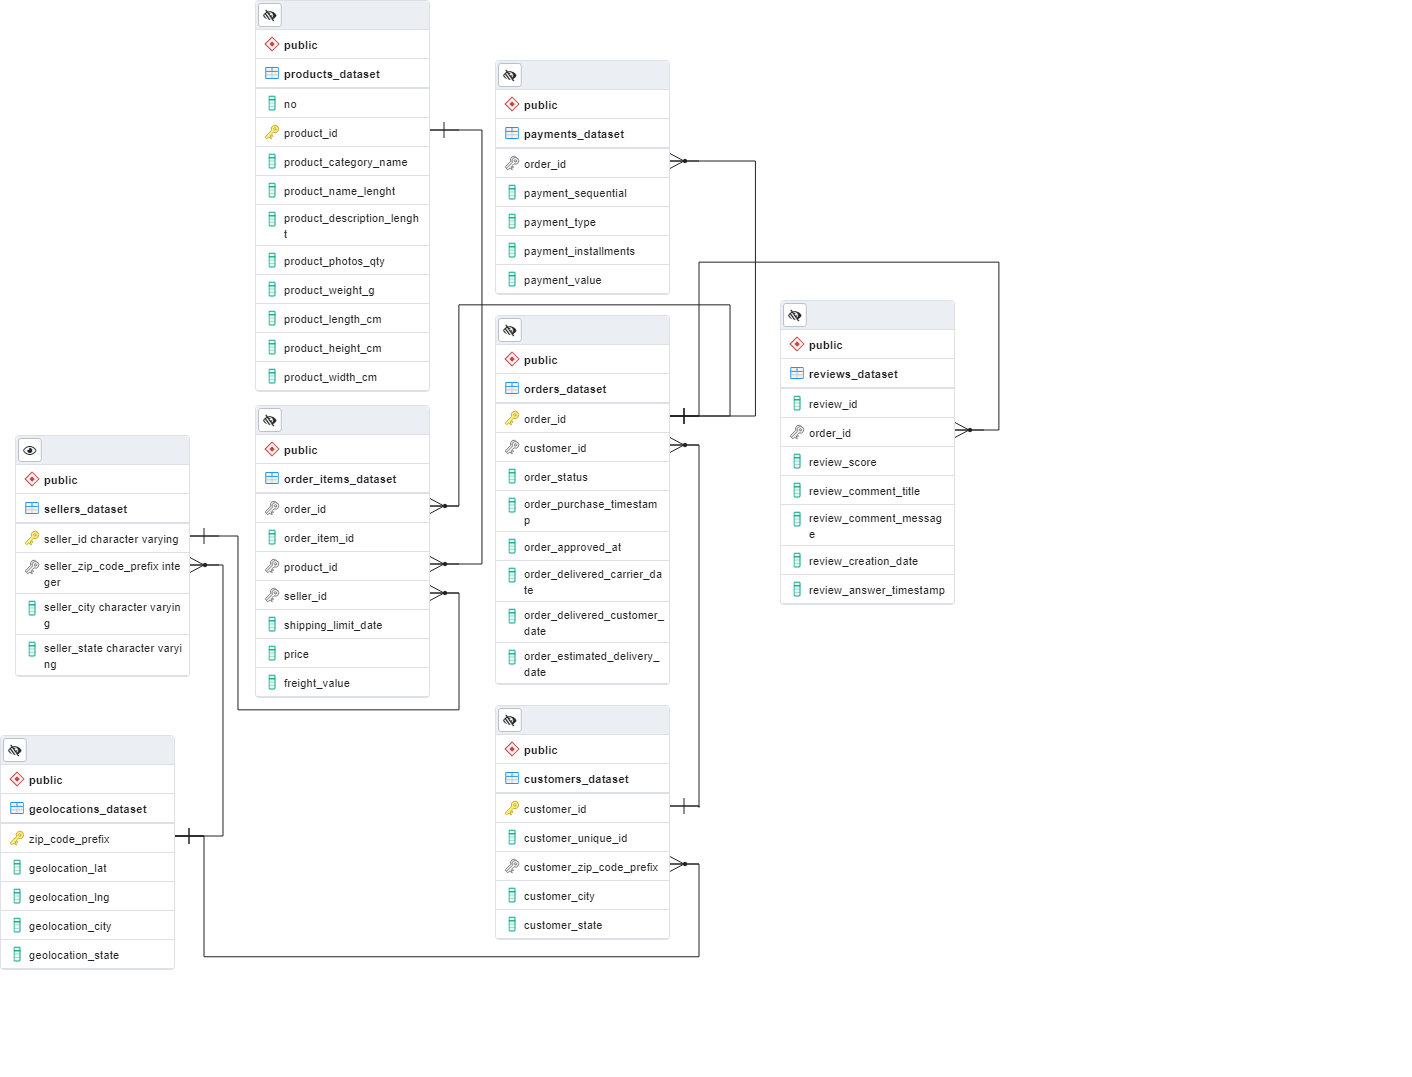 public
products_dataset
no
product_id
product_category_name
product_name_lenght
product_description_lengh
t
product_photos_qty
product_weight_g
product_length_cm
product_height_cm
product_width_cm
public
payments_dataset
order_id
payment_sequential
payment_type
payment_installments
payment_value
public
orders_dataset
order_id
customer_id
order_status
order_purchase_timestam
p
order_approved_at
order_delivered_carrier_da
te
order_delivered_customer_
date
order_estimated_delivery_
date
public
reviews_dataset
review_id
order_id
review_score
review_comment_title
review_comment_messag
e
review_creation_date
review_answer_timestamp
public
order_items_dataset
order_id
order_item_id
product_id
seller_id
shipping_limit_date
price
freight_value
public
sellers_dataset
seller_id character varying
seller_zip_code_prefix inte
ger
seller_city character varyin
g
seller_state character varyi
ng
public
customers_dataset
customer_id
customer_unique_id
customer_zip_code_prefix
customer_city
customer_state
public
geolocations_dataset
zip_code_prefix
geolocation_lat
geolocation_lng
geolocation_city
geolocation_state